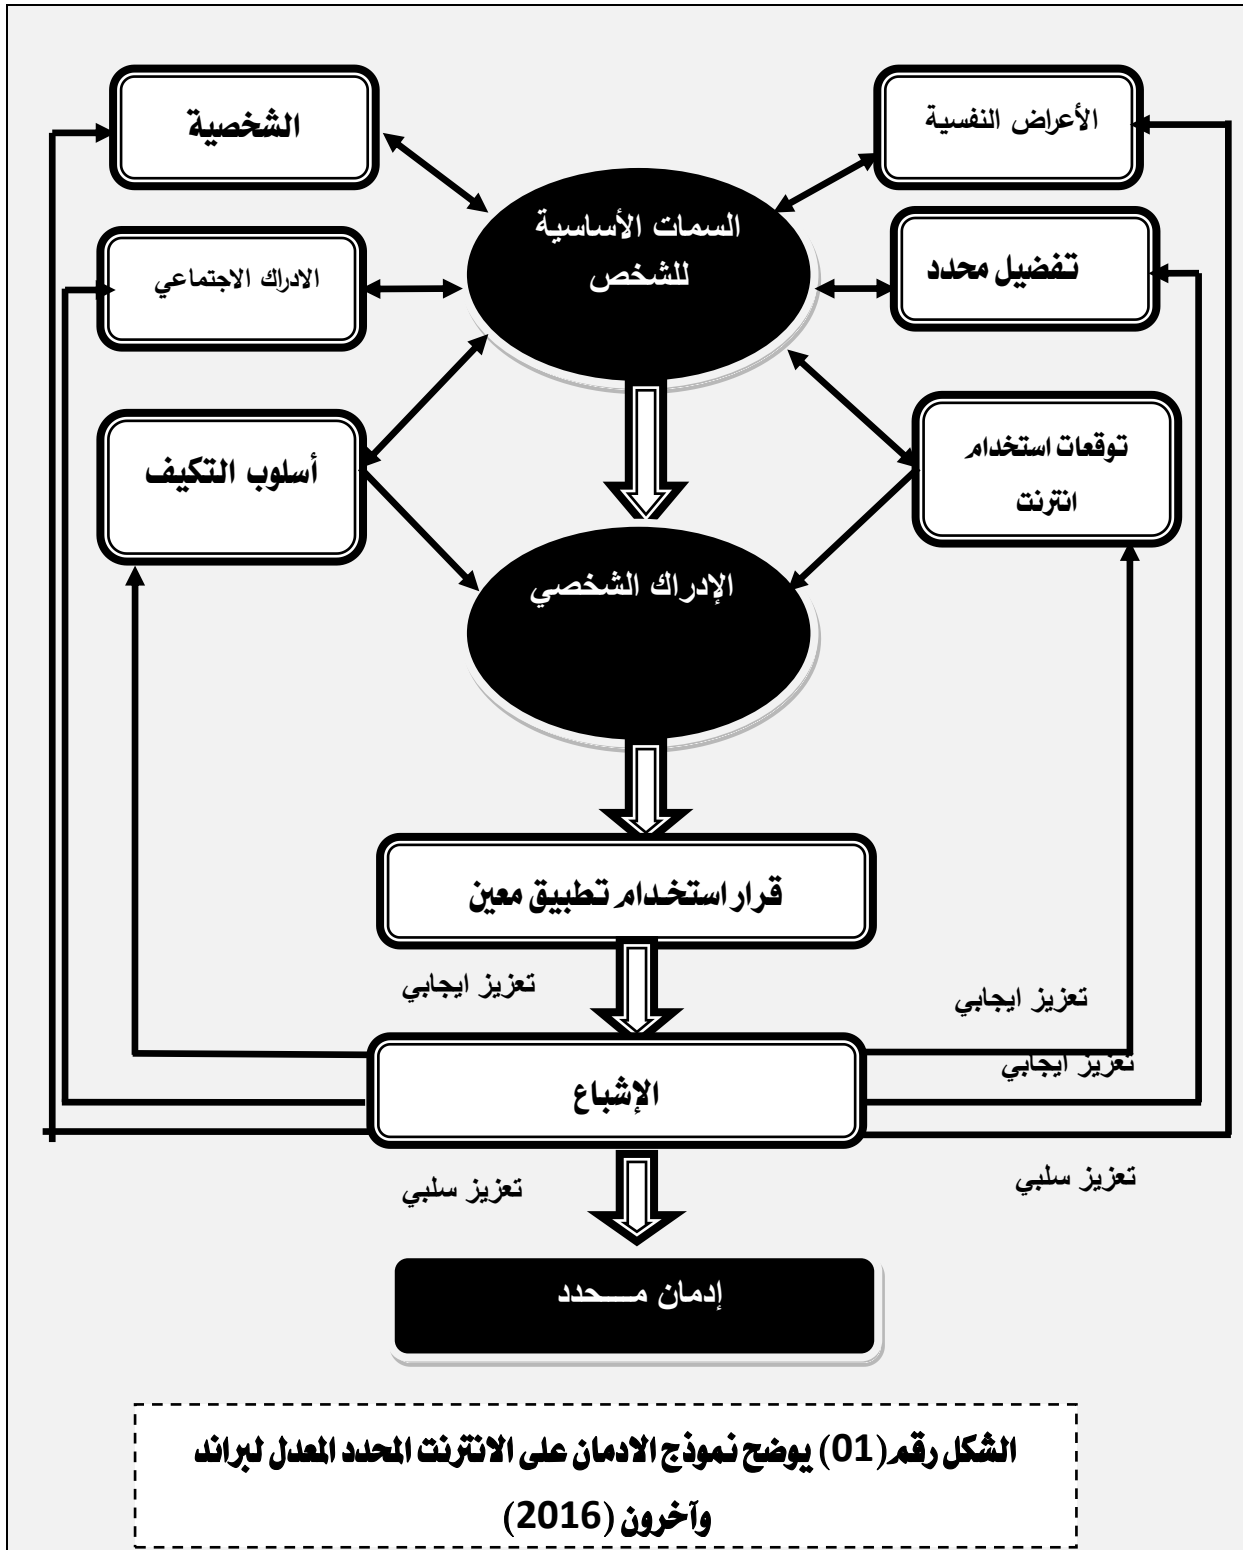 الشخصية
الأعراض النفسية
السمات الأساسية
للشخص
الادراك الاجتماعي
تفضيل محدد
أسلوب التكيف
توقعات استخدام
انترنت
الإدراك الشخصي
قرار استخدام تطبيق معين
تعزيز ايجابي
تعزيز ايجابي
تعزيز ايجابي
الإشباع
تعزيز سلبي
تعزيز سلبي
إدمان مـــحدد
الشكل رقم(01) يوضح نموذج الادمان على الانترنت المحدد المعدل لبراند
وآخرون (2016)